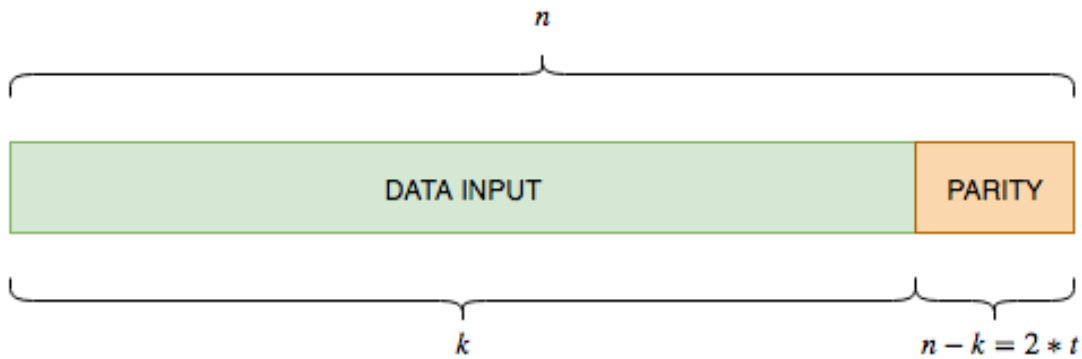 n
DATA INPUT
PARITY
k
n − k = 2 * t